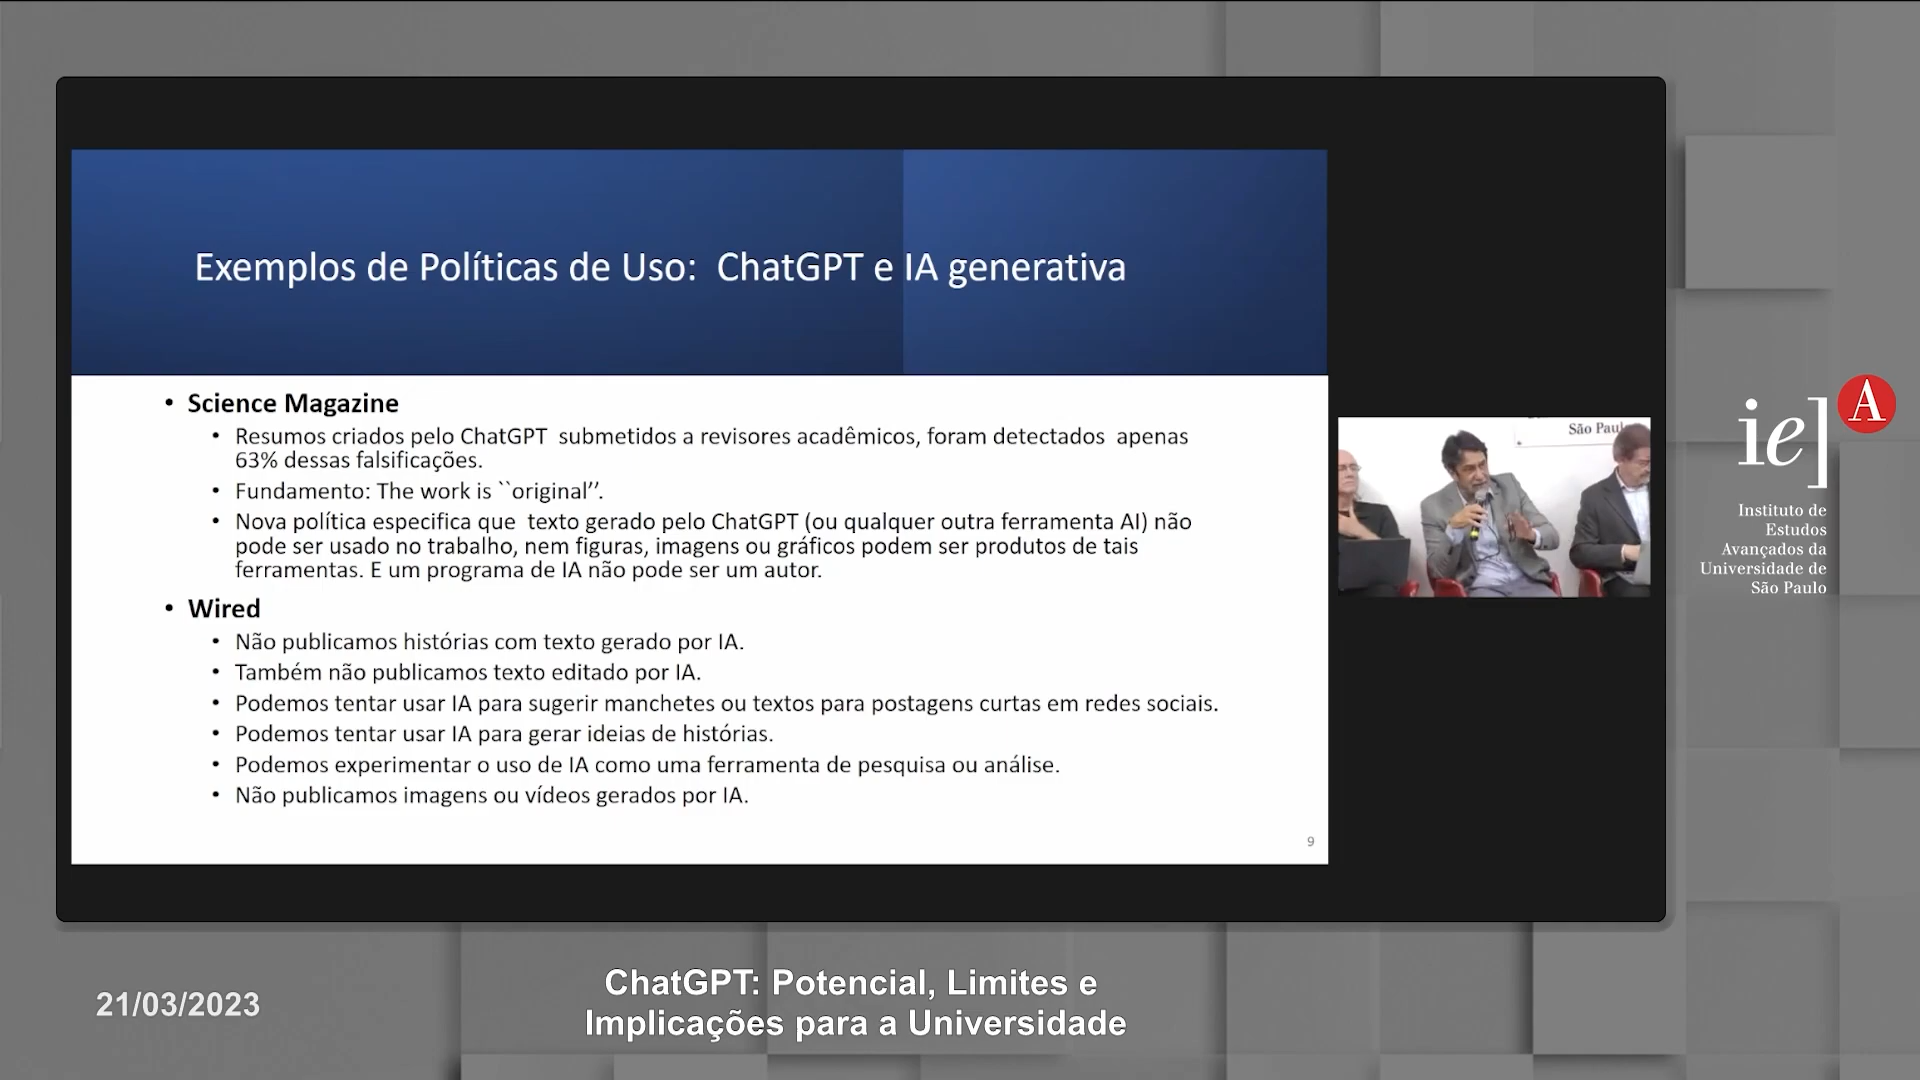 Exemplos de Políticas de Uso:  ChatGPT e IA generativa
• Science Magazine
• Resumos criados pelo ChatGPT  submetidos a revisores acadêmicos, foram detectados  apenas
63% dessas falsificações.
• Fundamento: The work is ``original’’.
• Nova política especifica que  texto gerado pelo ChatGPT (ou qualquer outra ferramenta AI) não
pode ser usado no trabalho, nem figuras, imagens ou gráficos podem ser produtos de tais
ferramentas. E um programa de IA não pode ser um autor.
• Wired
• Não publicamos histórias com texto gerado por IA.
• Também não publicamos texto editado por IA.
• Podemos tentar usar IA para sugerir manchetes ou textos para postagens curtas em redes sociais.
• Podemos tentar usar IA para gerar ideias de histórias.
• Podemos experimentar o uso de IA como uma ferramenta de pesquisa ou análise.
• Não publicamos imagens ou vídeos gerados por IA.
9
São Paul
ie] A
Instituto de
Estudos
Avançados da
Universidade de
São Paulo
21/03/2023
ChatGPT: Potencial, Limites e
Implicações para a Universidade